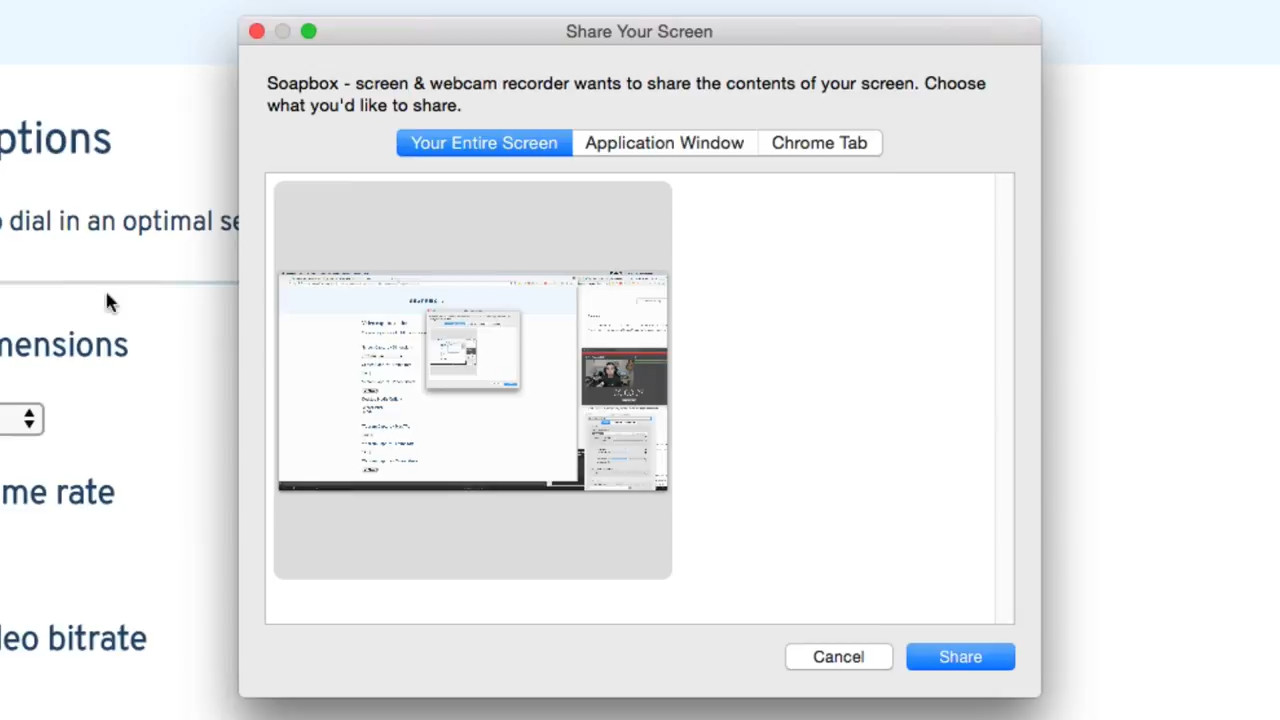 Share Your Screen
Soapbox - screen & webcam recorder wants to share the contents of your screen. Choose
what you'd like to share.
Your Entire Screen
Application Window
Chrome Tab
ptions
dial in an optimal se
mensions
me rate
leo bitrate
Cancel
Share